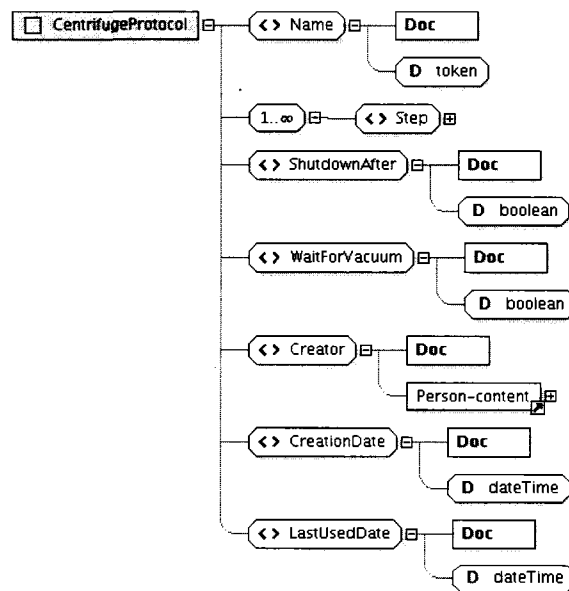 CentrifugeProtocol
<> Name
Doc
D token
1..∞
<> Step
<> ShutdownAfter
Doc
D boolean
<> WaitForVacuum
Doc
D boolean
<> Creator
Doc
Person-content
<> CreationDate
Doc
D dateTime
<> LastUsedDate
Doc
D dateTime